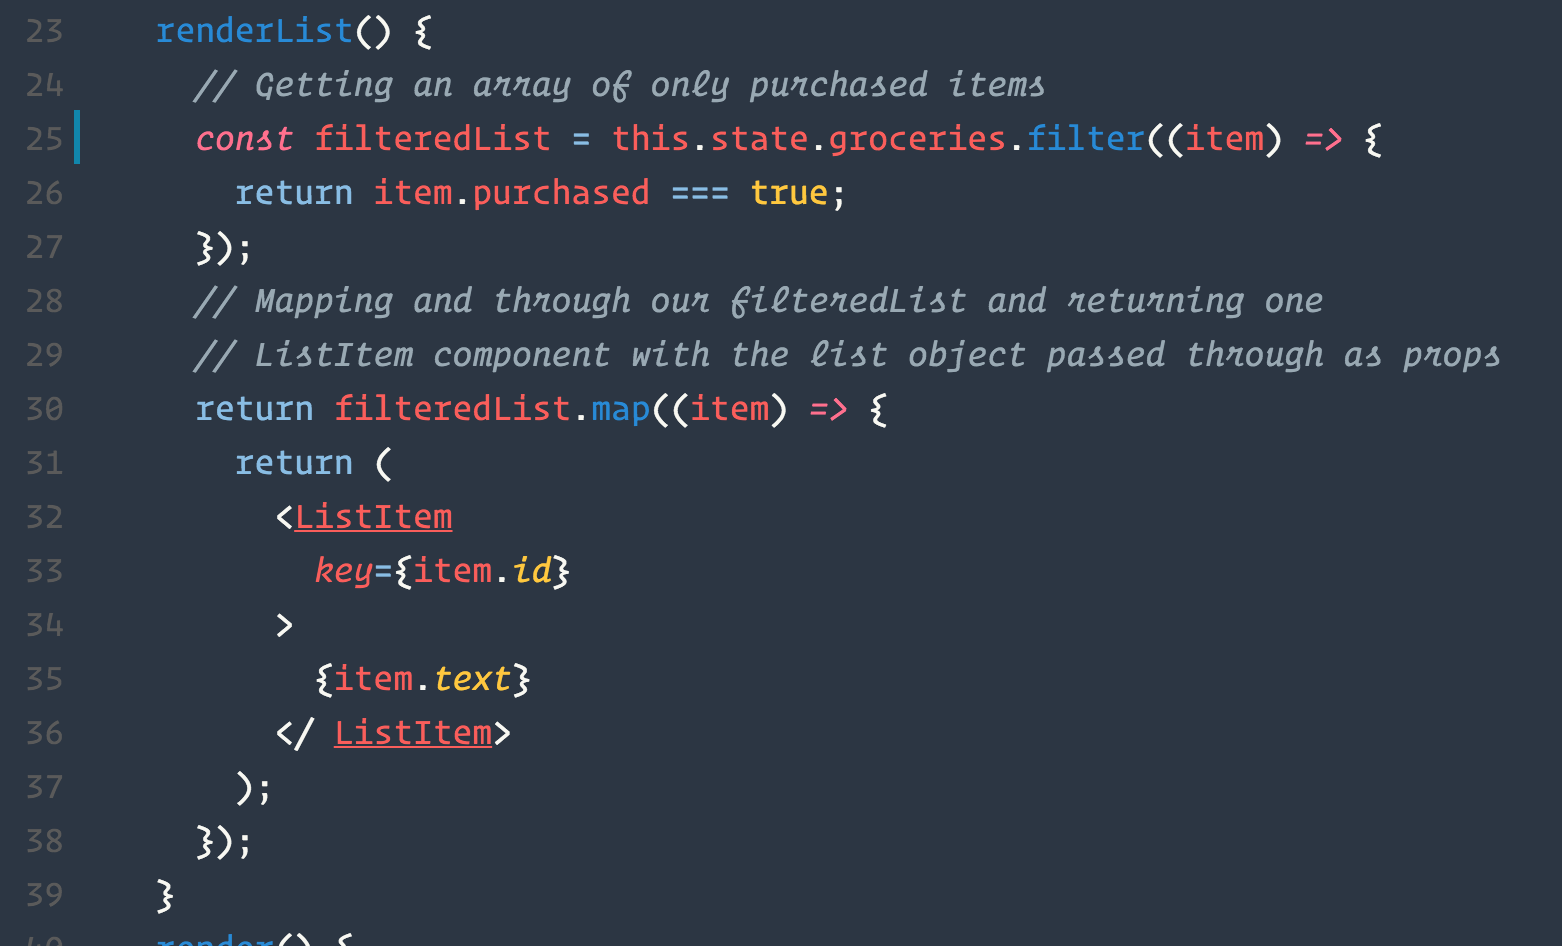 23 renderList() {
24 // Getting an array of only purchased items
25 const filteredList = this.state.groceries.filter((item) => {
26 return item.purchased === true;
27 });
28 // Mapping and through our filteredList and returning one
29 // ListItem component with the list object passed through as props
30 return filteredList.map((item) => {
31 return (
32 <ListItem
33 key={item.id}
34 >
35 {item.text}
36 </ ListItem>
37 );
38 });
39 }
40 render() {